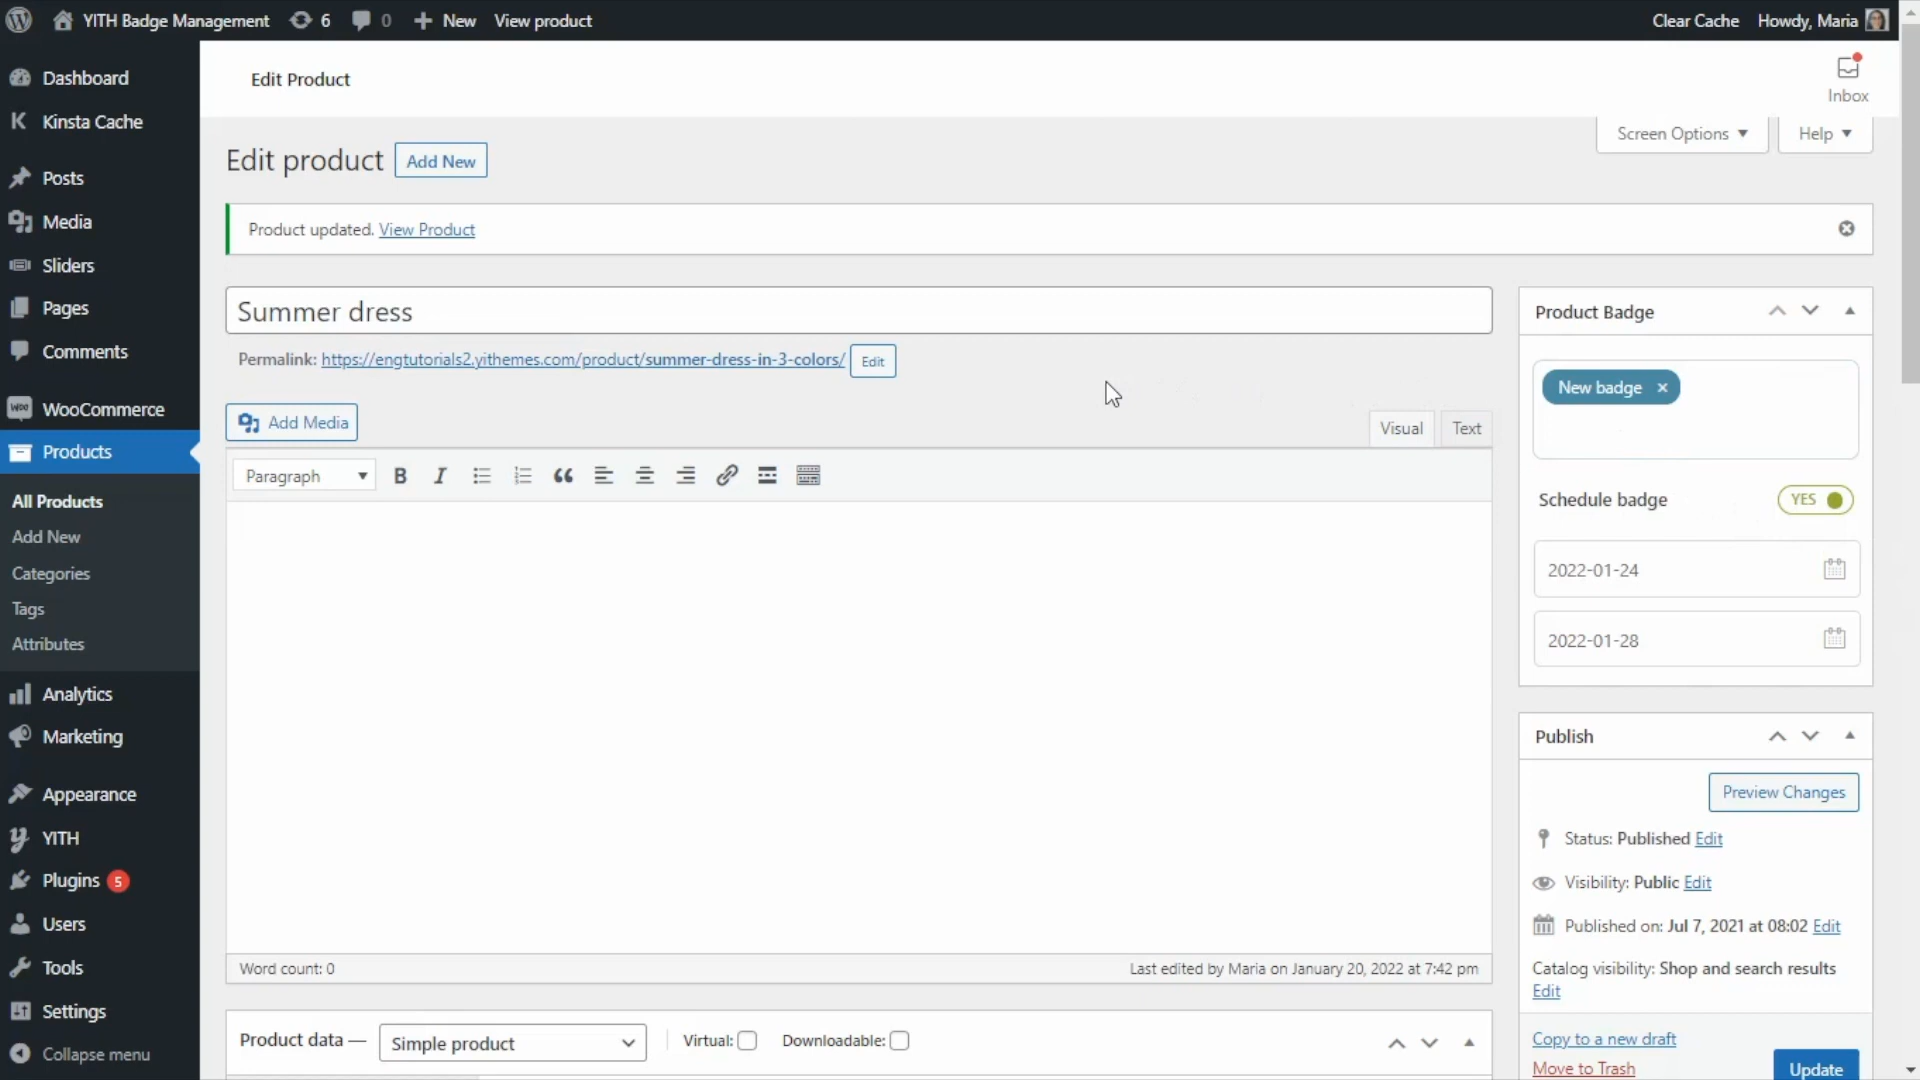 YITH Badge Management 6 0 New View product Clear Cache Howdy, Maria
Dashboard
Kinsta Cache
Posts
Media
Sliders
Pages
Comments
WooCommerce
Products
All Products
Add New
Categories
Tags
Attributes
Analytics
Marketing
Appearance
YITH
Plugins 5
Users
Tools
Settings
Collapse menu
Edit Product
Inbox
Screen Options
Help
Edit product Add New
Product updated. View Product
Summer dress
Permalink: https://engtutorials2.yithemes.com/product/summer-dress-in-3-colors/ Edit
Add Media
Visual Text
Paragraph
Word count: 0
Last edited by Maria on January 20, 2022 at 7:42 pm
Product data — Simple product Virtual: Downloadable:
Product Badge
New badge ×
Schedule badge YES
2022-01-24
2022-01-28
Publish
Preview Changes
Status: Published Edit
Visibility: Public Edit
Published on: Jul 7, 2021 at 08:02 Edit
Catalog visibility: Shop and search results
Edit
Copy to a new draft
Move to Trash
Update